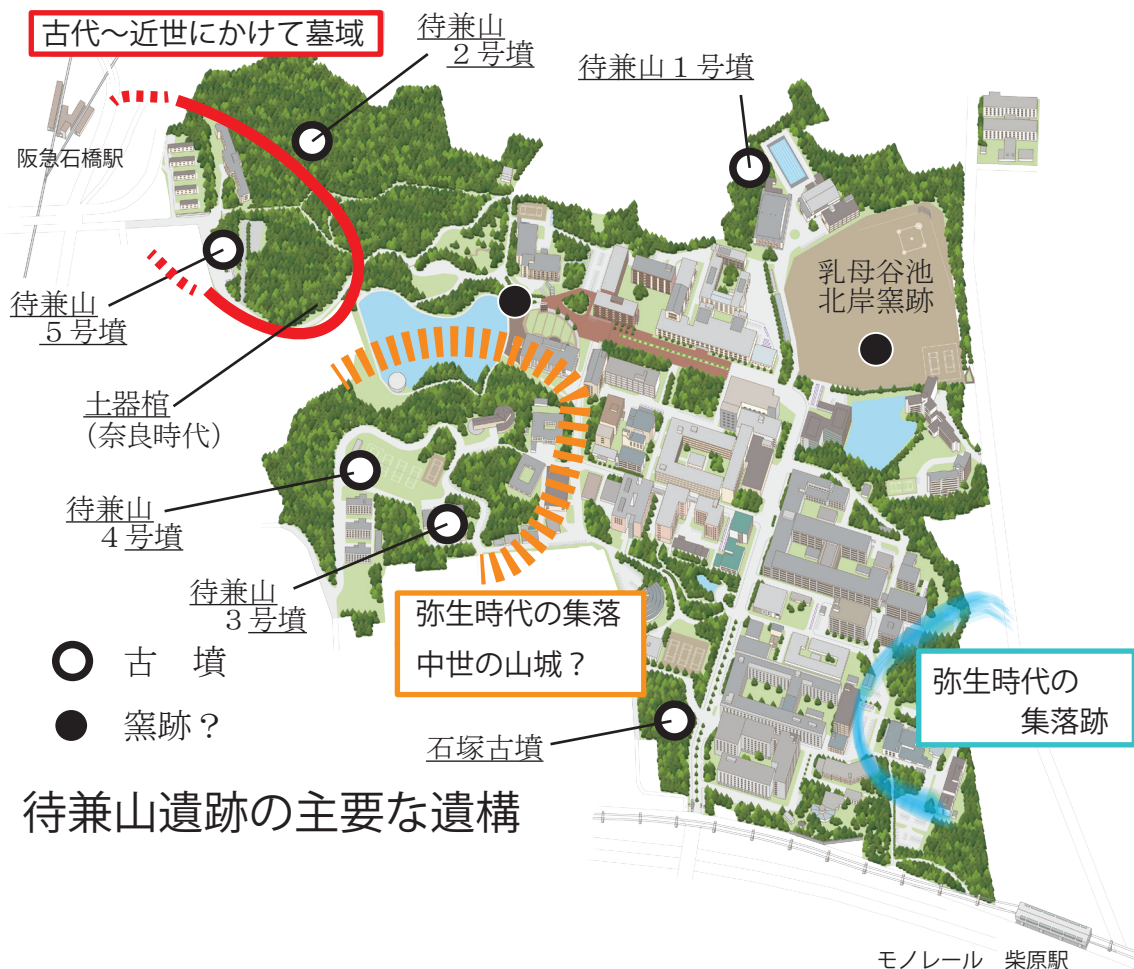 古代～近世にかけて墓域
待兼山
２号墳
待兼山１号墳
阪急石橋駅
乳母谷池
北岸窯跡
待兼山
５号墳
土器棺
（奈良時代）
待兼山
４号墳
待兼山
３号墳
弥生時代の集落
中世の山城？
古　墳
窯跡？
弥生時代の
集落跡
石塚古墳
待兼山遺跡の主要な遺構
モノレール　柴原駅